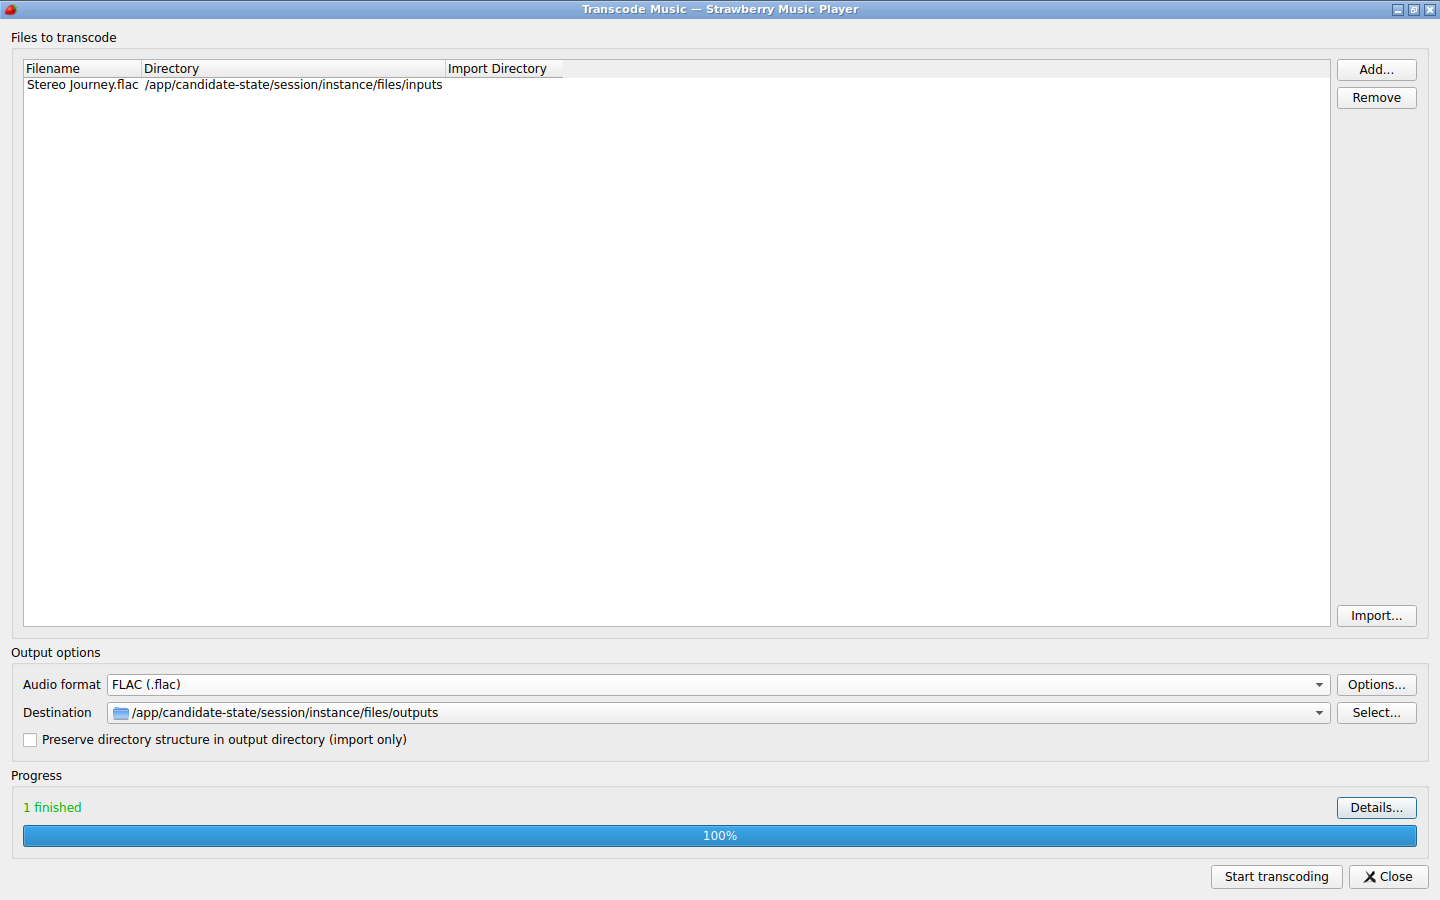 Transcode Music — Strawberry Music Player
Files to transcode
Filename Directory Import Directory
Stereo Journey.flac /app/candidate-state/session/instance/files/inputs
Add...
Remove
Import...
Output options
Audio format FLAC (.flac) Options...
Destination /app/candidate-state/session/instance/files/outputs Select...
Preserve directory structure in output directory (import only)
Progress
1 finished Details...
100%
Start transcoding Close